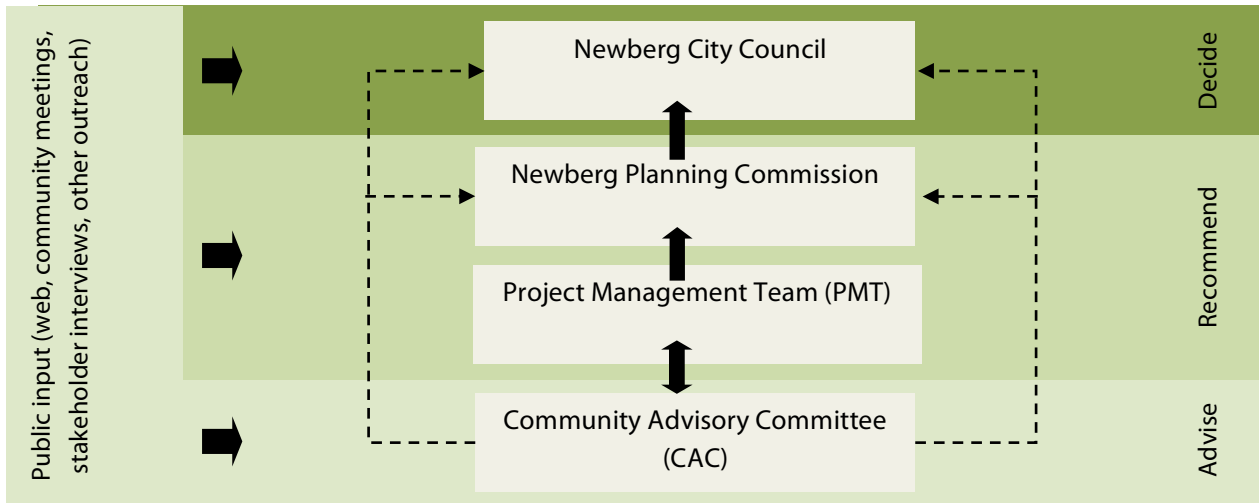 Public input (web, community meetings,
stakeholder interviews, other outreach)
Newberg City Council
Decide
Newberg Planning Commission
Project Management Team (PMT)
Recommend
Community Advisory Committee
(CAC)
Advise